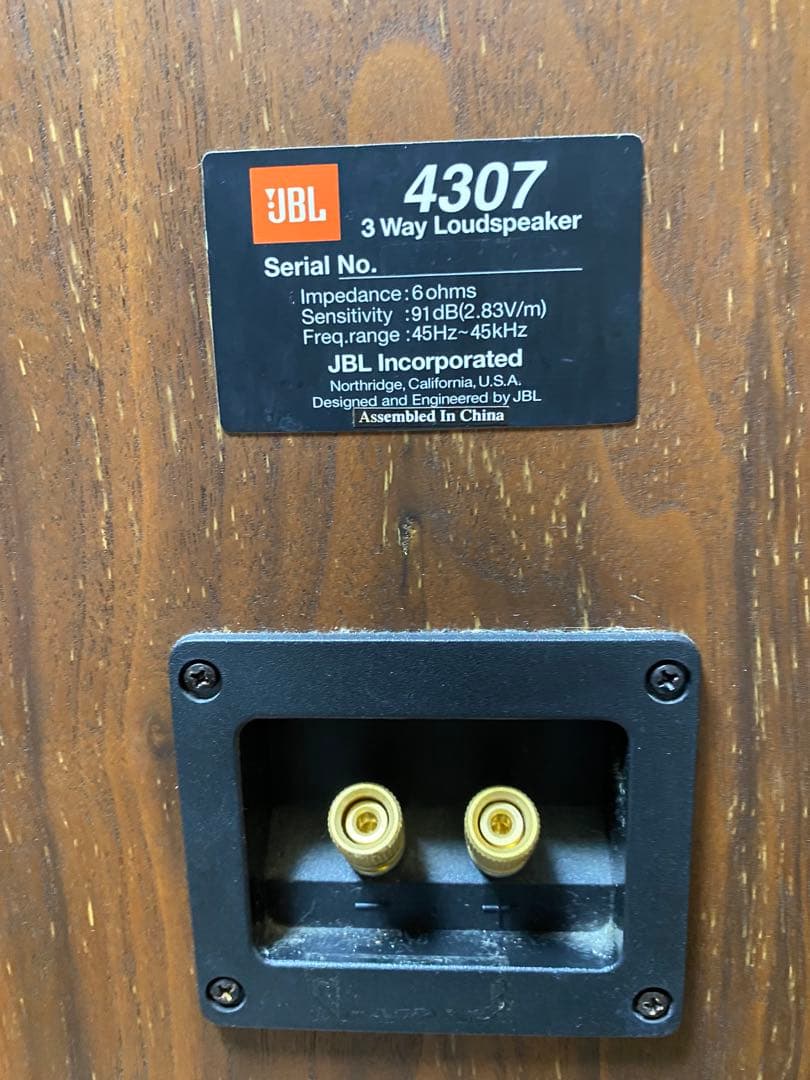 JBL
4307
3 Way Loudspeaker
Serial No.
Impedance:6ohms
Sensitivity :91dB(2.83V/m)
Freq.range :45Hz~45kHz
JBL Incorporated
Northridge, California, U.S.A.
Designed and Engineered by JBL
Assembled In China
- +